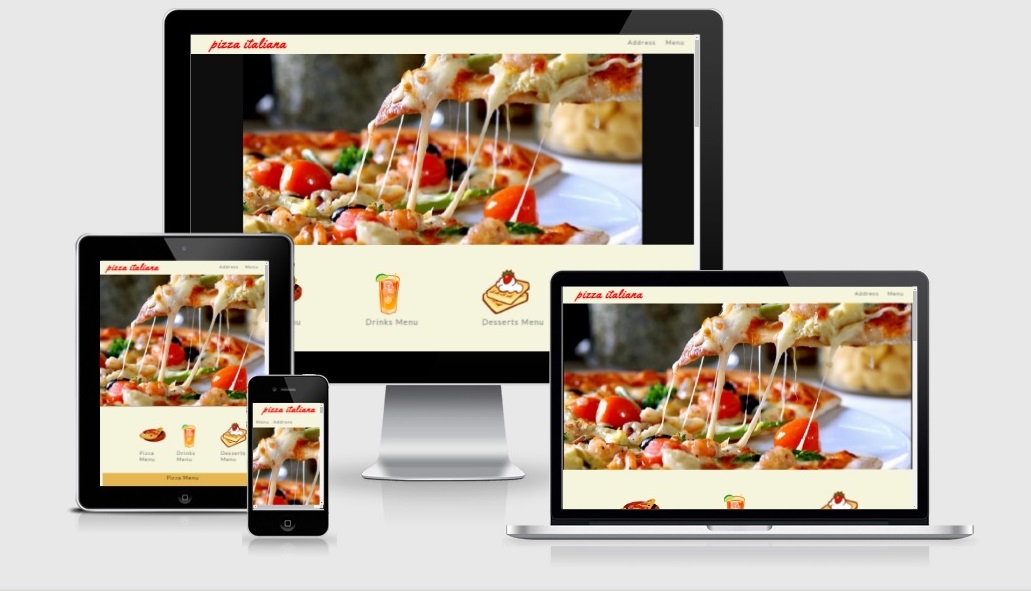 pizza italiana
Address Menu
Drinks Menu
Desserts Menu
pizza italiana
Address Menu
Pizza Menu
Drinks Menu
Desserts Menu
Pizza Menu
pizza italiana
Menu Address
pizza italiana
Address Menu